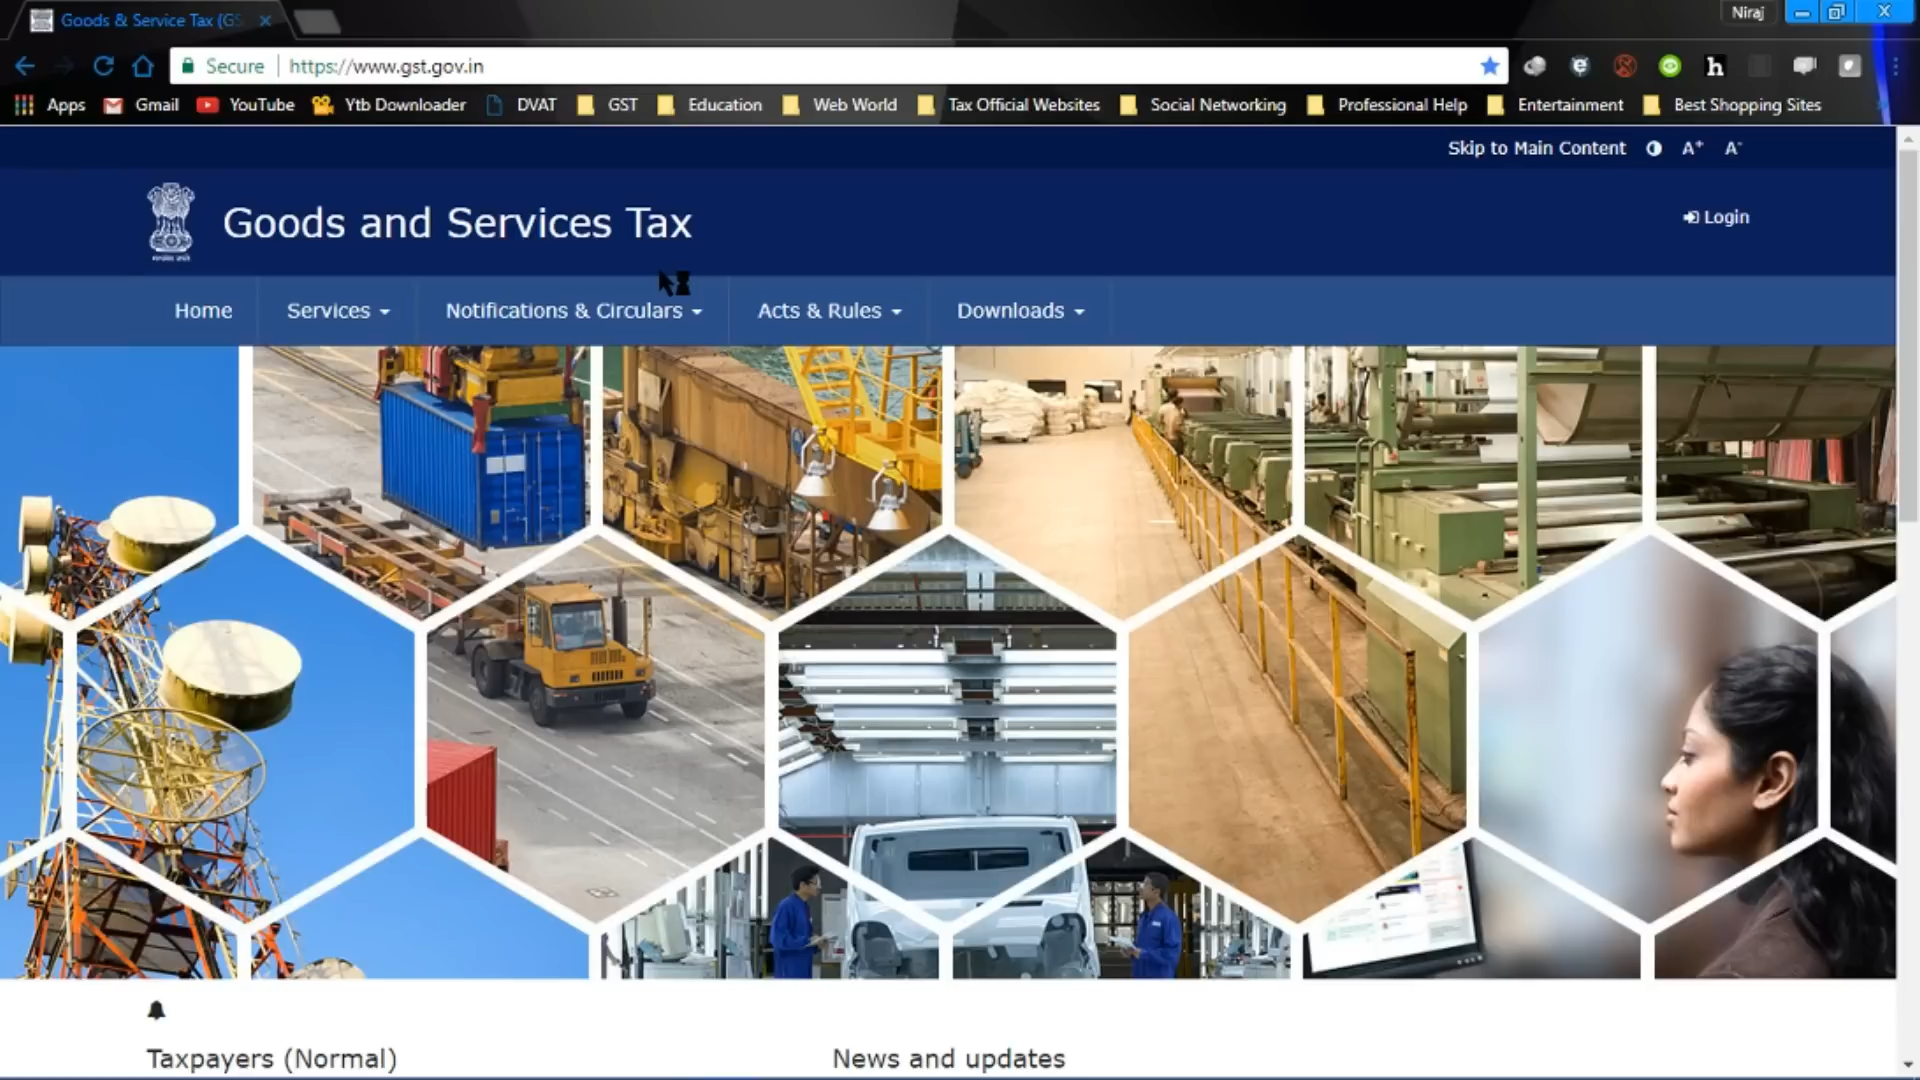 Goods & Service Tax (GS
Niraj
Secure https://www.gst.gov.in
Apps Gmail YouTube Ytb Downloader DVAT GST Education Web World Tax Official Websites Social Networking Professional Help Entertainment Best Shopping Sites
Skip to Main Content A+ A-
Goods and Services Tax
Login
Home Services Notifications & Circulars Acts & Rules Downloads
Taxpayers (Normal) News and updates